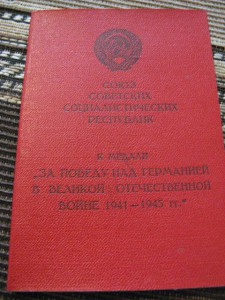 СОЮЗ
СОВЕТСКИХ
СОЦИАЛИСТИЧЕСКИХ
РЕСПУБЛИК
К МЕДАЛИ
„ЗА ПОБЕДУ НАД ГЕРМАНИЕЙ
В ВЕЛИКОЙ ОТЕЧЕСТВЕННОЙ
ВОЙНЕ 1941–1945 гг."